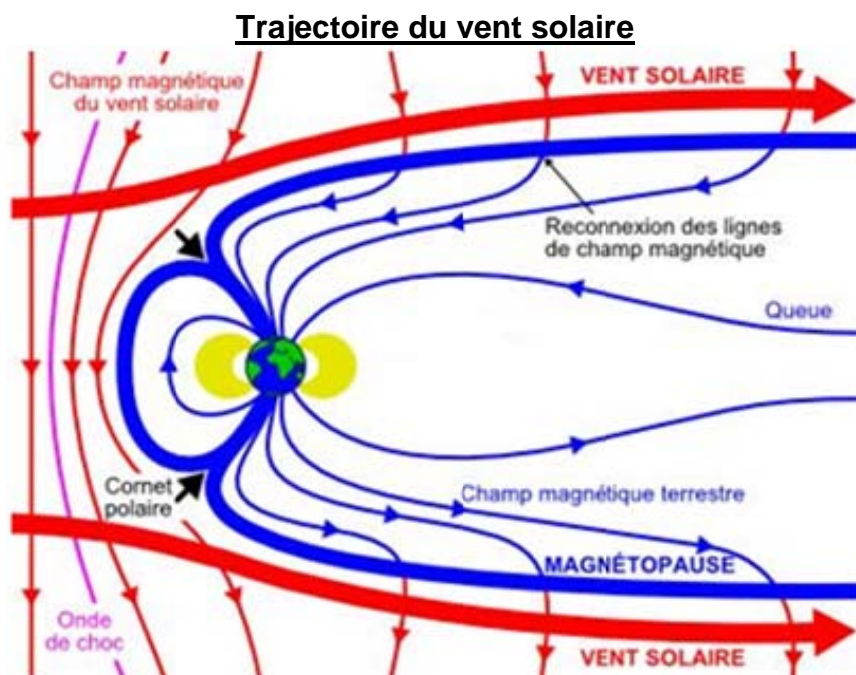 Trajectoire du vent solaire
Champ magnétique
du vent solaire
VENT SOLAIRE
Reconnexion des lignes
de champ magnétique
Queue
Cornet
polaire
Champ magnétique terrestre
MAGNÉTOPAUSE
Onde
de choc
VENT SOLAIRE